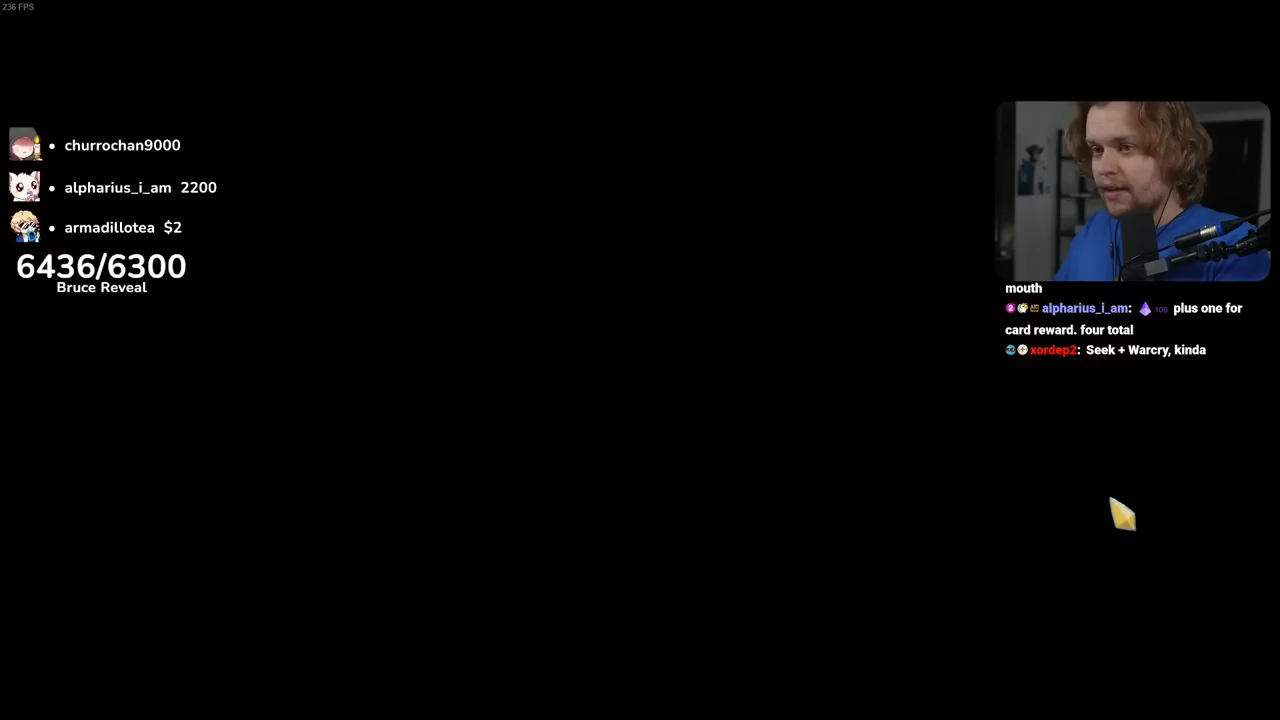 236 FPS
• churrochan9000
• alpharius_i_am 2200
• armadillotea $2
6436/6300
Bruce Reveal
mouth
alpharius_i_am: 100 plus one for
card reward. four total
xordep2: Seek + Warcry, kinda